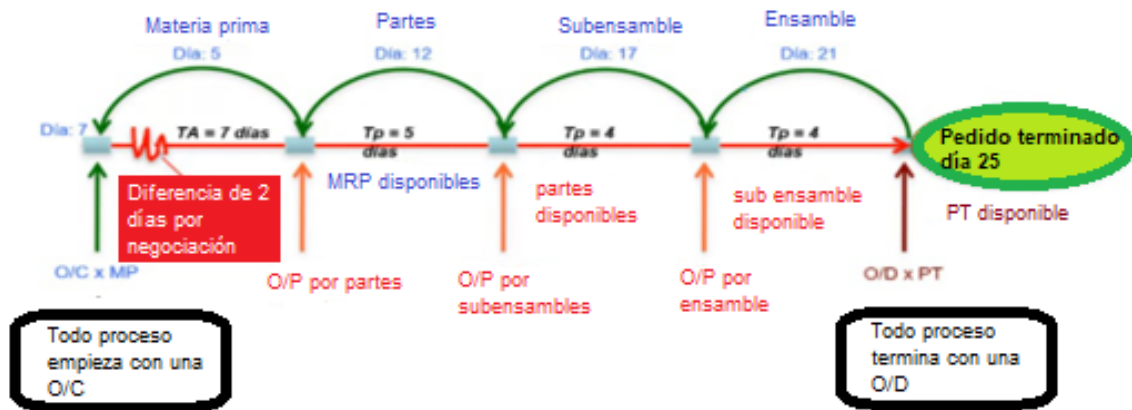 Materia prima
Partes
Subensamble
Ensamble
Día: 5
Día: 12
Día: 17
Día: 21
Día: 7
TA = 7 días
Tp = 5
días
Tp = 4
días
Tp = 4
días
Pedido terminado
día 25
Diferencia de 2
días por
negociación
MRP disponibles
partes
disponibles
sub ensamble
disponible
PT disponible
O/C x MP
O/P por partes
O/P por
subensambles
O/P por
ensamble
O/D x PT
Todo proceso
empieza con una
O/C
Todo proceso
termina con una
O/D